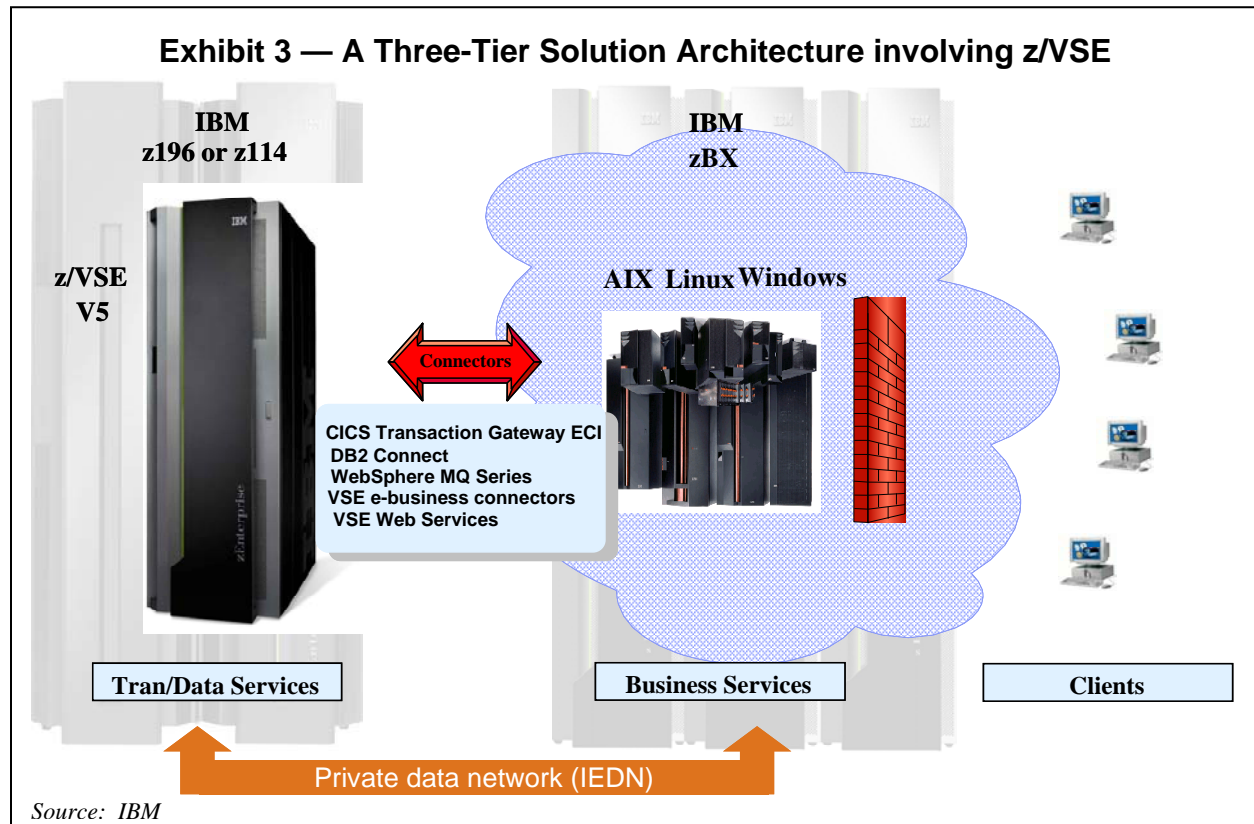 Exhibit 3 — A Three-Tier Solution Architecture involving z/VSE
IBM
z196 or z114
IBM
zBX
IBM
z/VSE
V5
AIX Linux Windows
Connectors
CICS Transaction Gateway ECI
DB2 Connect
WebSphere MQ Series
VSE e-business connectors
VSE Web Services
zEnterprise
Tran/Data Services
Business Services
Clients
Private data network (IEDN)
Source: IBM